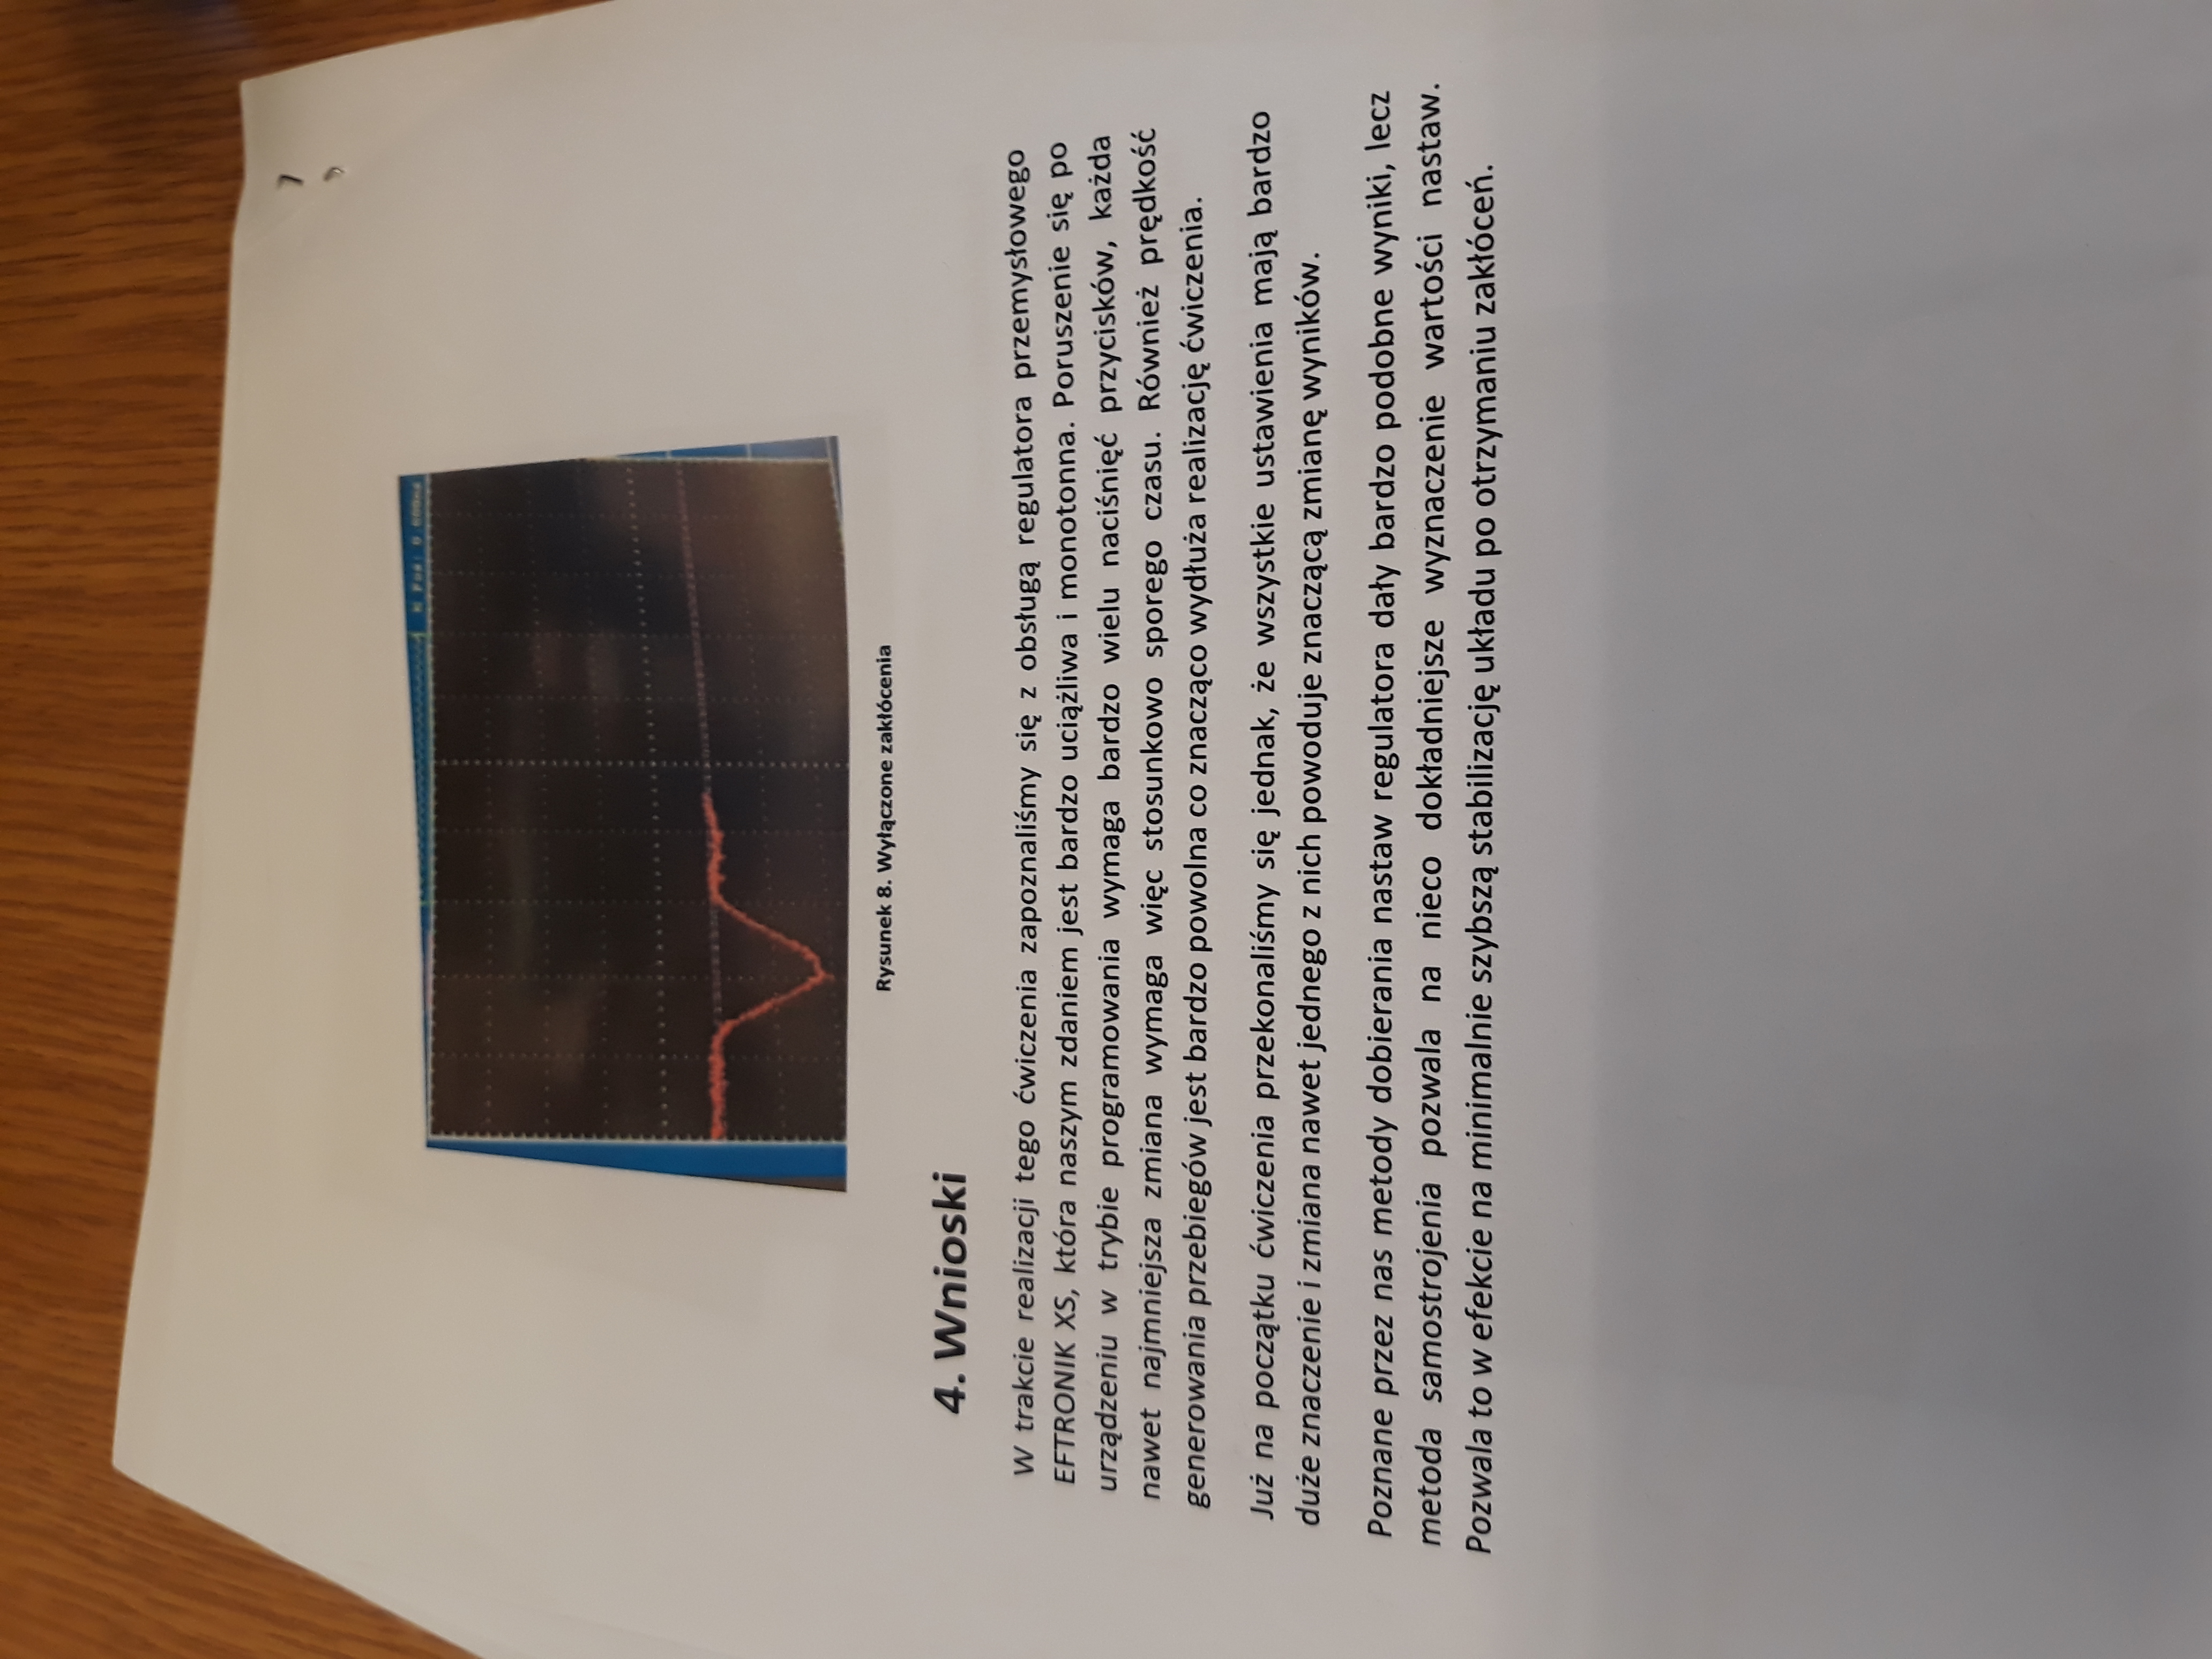 M Pos: 0.000ns
Rysunek 8. Wyłączone zakłócenia
4. Wnioski
W trakcie realizacji tego ćwiczenia zapoznaliśmy się z obsługą regulatora przemysłowego
EFTRONIK XS, która naszym zdaniem jest bardzo uciążliwa i monotonna. Poruszenie się po
urządzeniu w trybie programowania wymaga bardzo wielu naciśnięć przycisków, każda
nawet najmniejsza zmiana wymaga więc stosunkowo sporego czasu. Również prędkość
generowania przebiegów jest bardzo powolna co znacząco wydłuża realizację ćwiczenia.
Już na początku ćwiczenia przekonaliśmy się jednak, że wszystkie ustawienia mają bardzo
duże znaczenie i zmiana nawet jednego z nich powoduje znaczącą zmianę wyników.
Poznane przez nas metody dobierania nastaw regulatora dały bardzo podobne wyniki, lecz
metoda samostrojenia pozwala na nieco dokładniejsze wyznaczenie wartości nastaw.
Pozwala to w efekcie na minimalnie szybszą stabilizację układu po otrzymaniu zakłóceń.